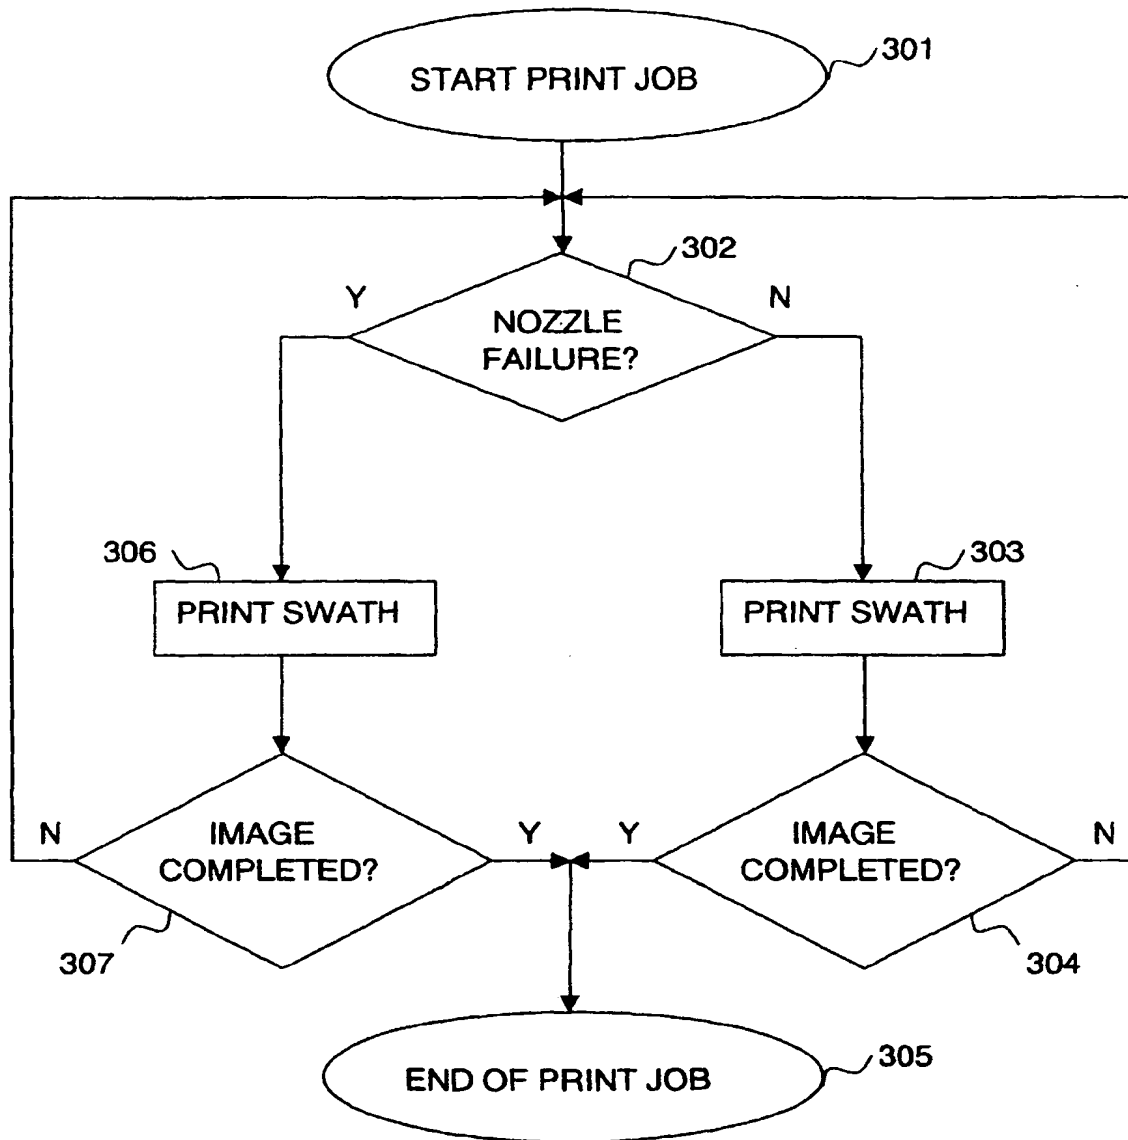 START PRINT JOB
301
302
Y
N
NOZZLE
FAILURE?
306
303
PRINT SWATH
PRINT SWATH
N
IMAGE
COMPLETED?
Y
Y
IMAGE
COMPLETED?
N
307
304
END OF PRINT JOB
305